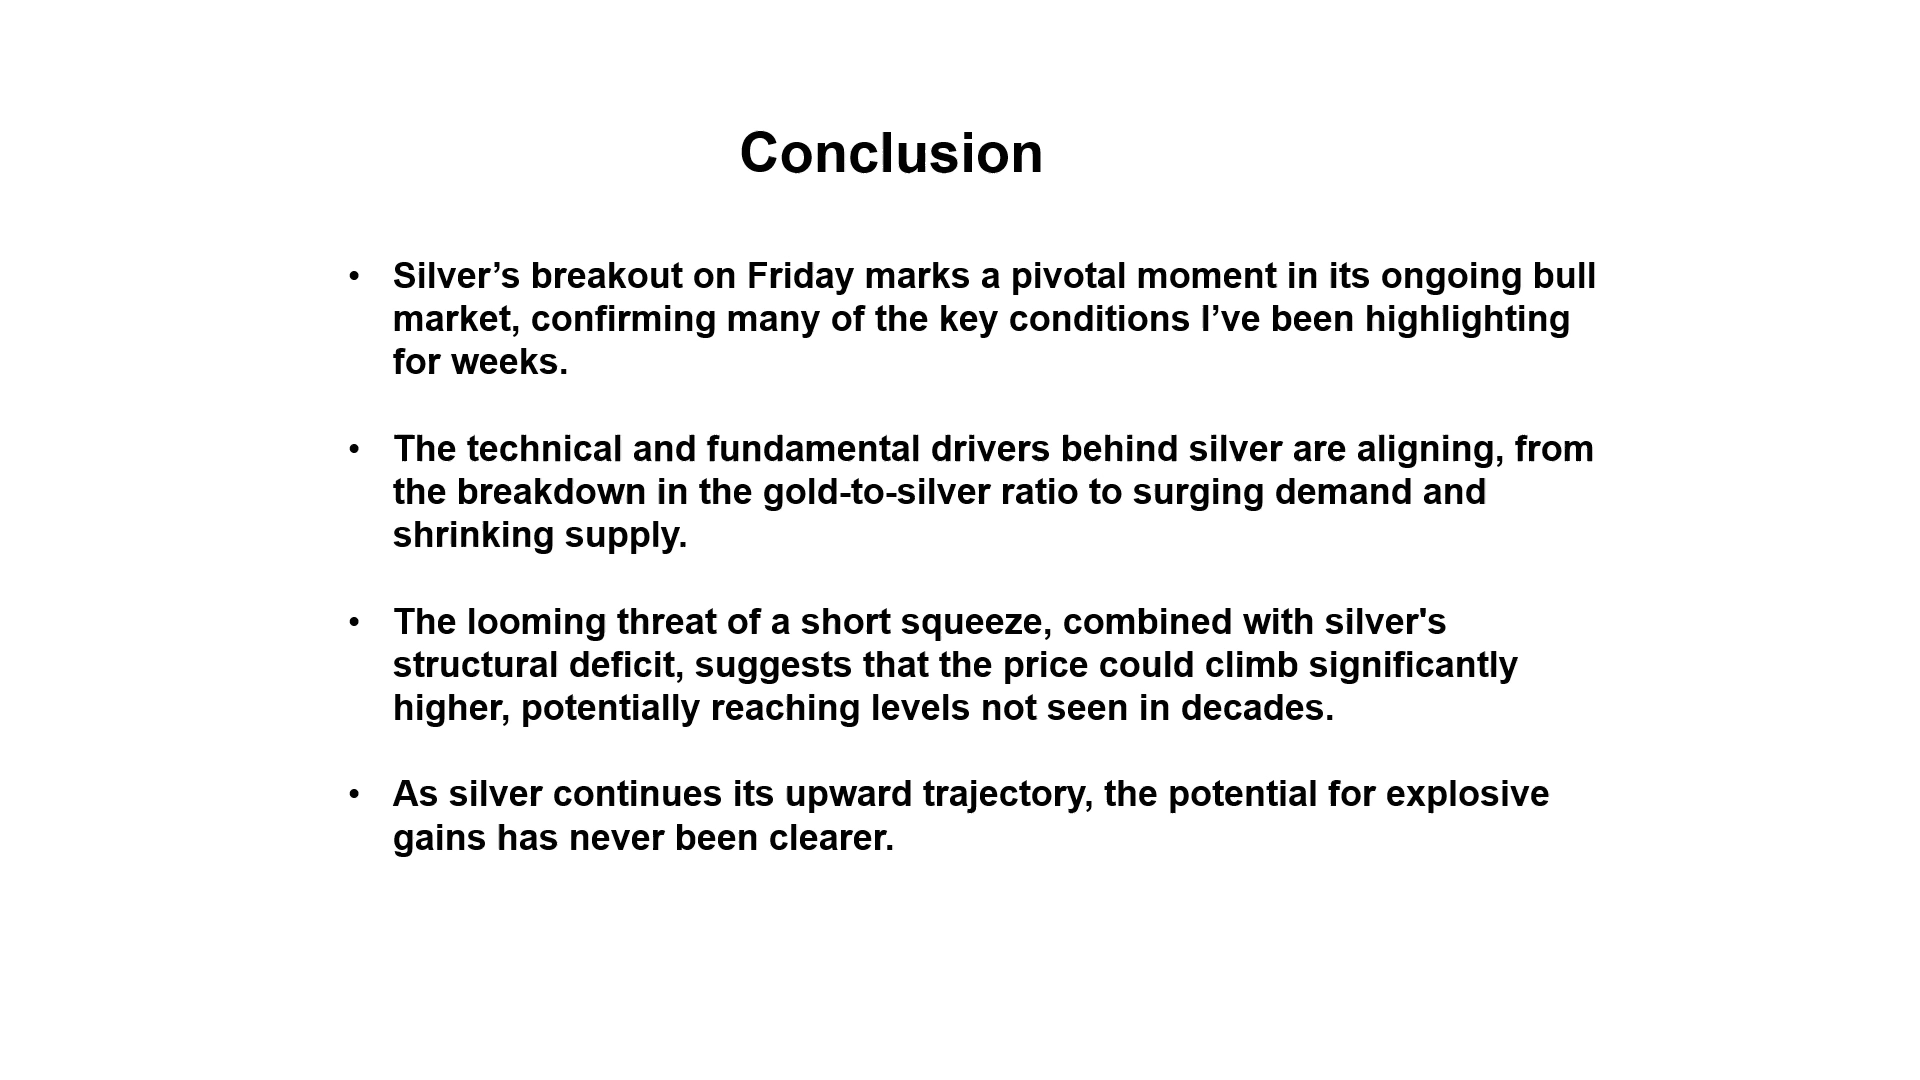 Conclusion
• Silver’s breakout on Friday marks a pivotal moment in its ongoing bull
market, confirming many of the key conditions I’ve been highlighting
for weeks.
• The technical and fundamental drivers behind silver are aligning, from
the breakdown in the gold-to-silver ratio to surging demand and
shrinking supply.
• The looming threat of a short squeeze, combined with silver's
structural deficit, suggests that the price could climb significantly
higher, potentially reaching levels not seen in decades.
• As silver continues its upward trajectory, the potential for explosive
gains has never been clearer.